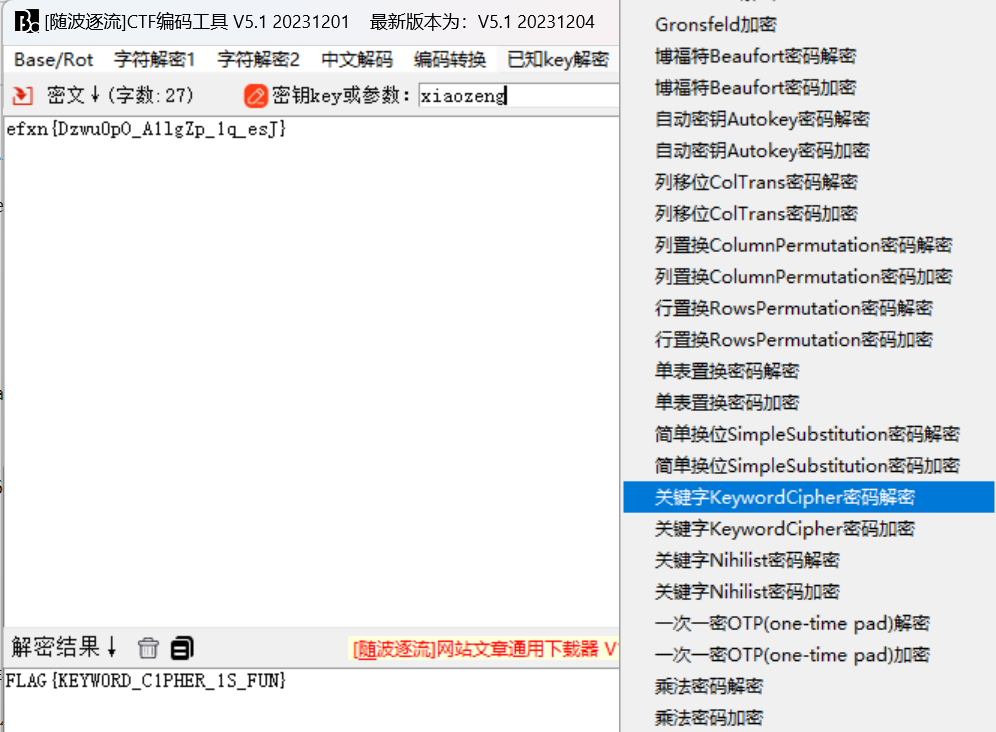 [随波逐流]CTF编码工具 V5.1 20231201 最新版本为：V5.1 20231204
Base/Rot 字符解密1 字符解密2 中文解码 编码转换 已知key解密
密文↓(字数:27) 密钥key或参数: xiaozeng
efxn{Dzwu0pO_A1lgZp_1q_esJ}
解密结果↓ [随波逐流]网站文章通用下载器 V
FLAG{KEYW0RD_C1PHER_1S_FUN}
Gronsfeld加密
博福特Beaufort密码解密
博福特Beaufort密码加密
自动密钥Autokey密码解密
自动密钥Autokey密码加密
列移位ColTrans密码解密
列移位ColTrans密码加密
列置换ColumnPermutation密码解密
列置换ColumnPermutation密码加密
行置换RowsPermutation密码解密
行置换RowsPermutation密码加密
单表置换密码解密
单表置换密码加密
简单换位SimpleSubstitution密码解密
简单换位SimpleSubstitution密码加密
关键字KeywordCipher密码解密
关键字KeywordCipher密码加密
关键字Nihilist密码解密
关键字Nihilist密码加密
一次一密OTP(one-time pad)解密
一次一密OTP(one-time pad)加密
乘法密码解密
乘法密码加密